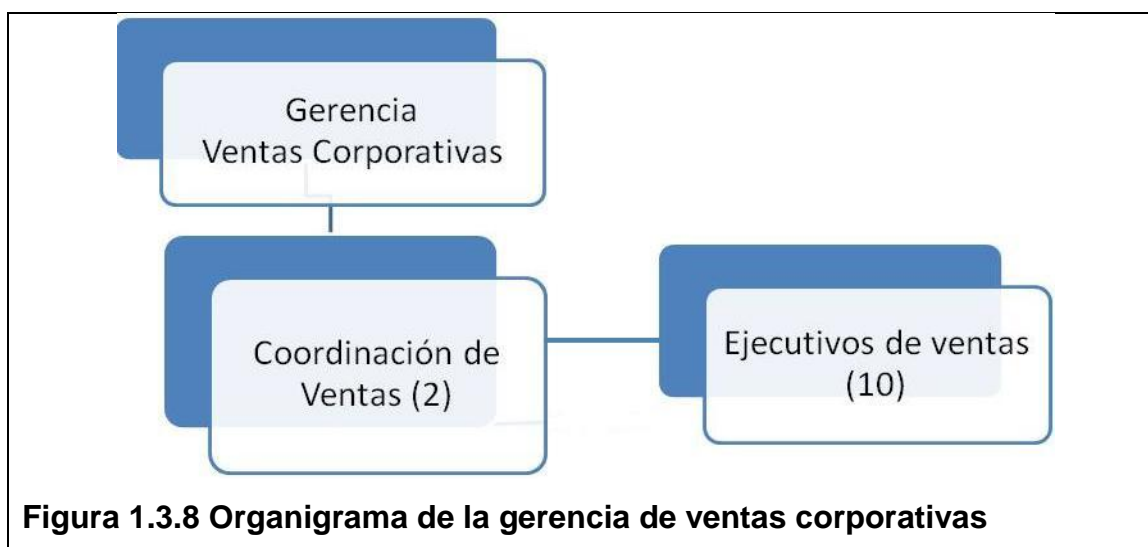 Gerencia
Ventas Corporativas
Coordinación de
Ventas (2)
Ejecutivos de ventas
(10)
Figura 1.3.8 Organigrama de la gerencia de ventas corporativas